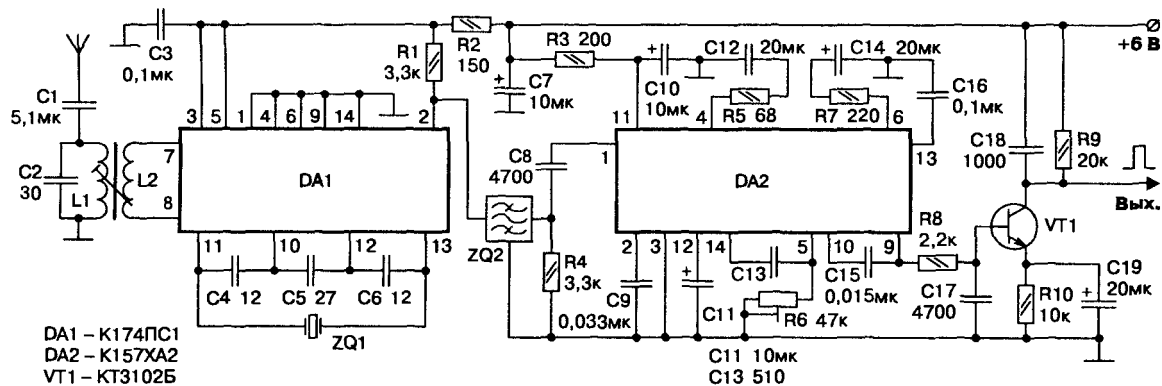 C3
0,1мк
C1
5,1мк
C2
30
L1
L2
R1
3,3к
R2
150
+6 В
R3 200
C7
10мк
C10
10мк
C12
20мк
R5 68
C14
20мк
R7 220
C16
0,1мк
C18
1000
R9
20к
Вых.
3
5
1
4
6
9
14
2
7
8
DA1
11
10
12
13
C4 12
C5 27
C6 12
ZQ1
ZQ2
C8
4700
R4
3,3к
11
4
6
1
13
DA2
2
3
12
14
5
10
9
C9
0,033мк
C11
C13
R6 47к
C15
0,015мк
R8
2,2к
C17
4700
VT1
R10
10к
C19
20мк
C11 10мк
C13 510
DA1 – К174ПС1
DA2 – К157ХА2
VT1 – КТ3102Б